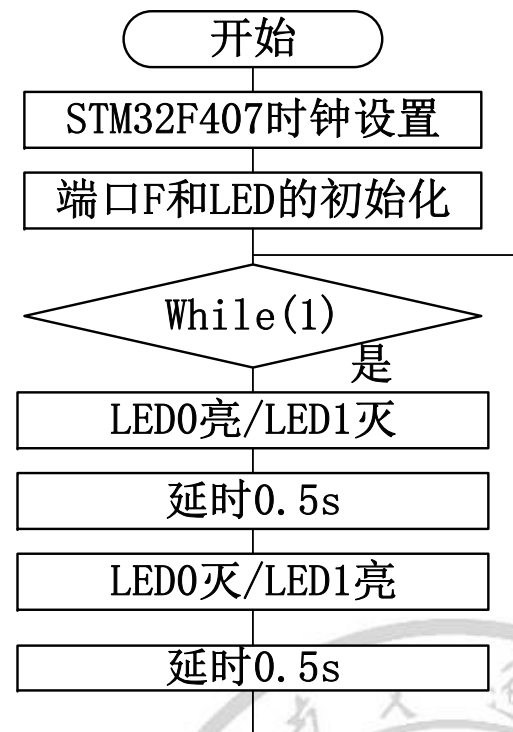 开始
STM32F407时钟设置
端口F和LED的初始化
While(1)
是
LED0亮/LED1灭
延时0.5s
LED0灭/LED1亮
延时0.5s